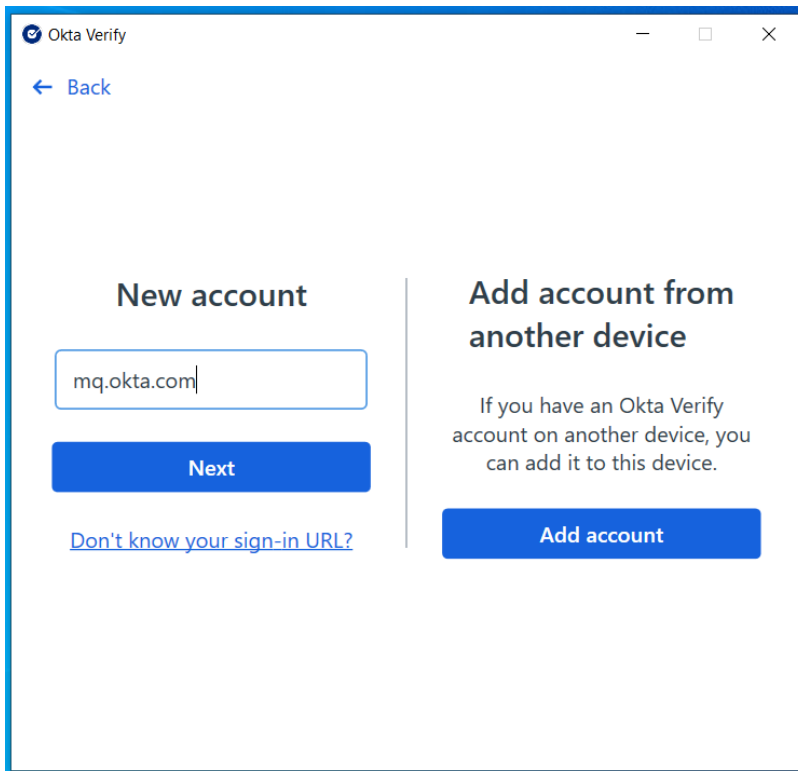 Okta Verify
Back
New account
mq.okta.com
Next
Don't know your sign-in URL?
Add account from
another device
If you have an Okta Verify
account on another device, you
can add it to this device.
Add account